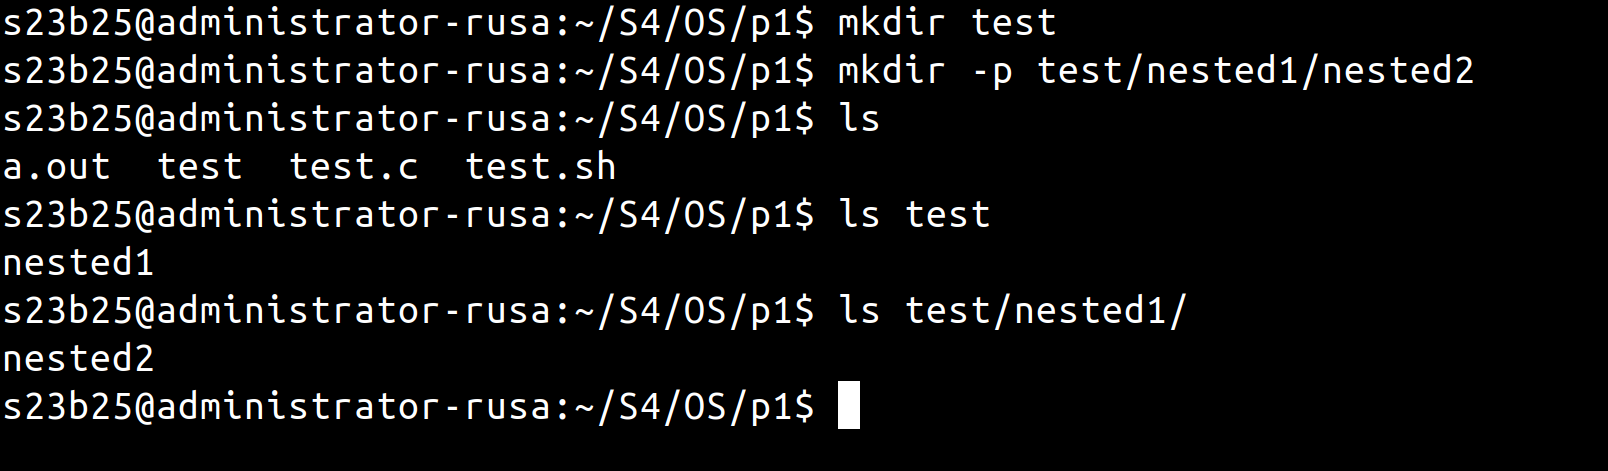 s23b25@administrator-rusa:~/S4/OS/p1$ mkdir test
s23b25@administrator-rusa:~/S4/OS/p1$ mkdir -p test/nested1/nested2
s23b25@administrator-rusa:~/S4/OS/p1$ ls
a.out  test  test.c  test.sh
s23b25@administrator-rusa:~/S4/OS/p1$ ls test
nested1
s23b25@administrator-rusa:~/S4/OS/p1$ ls test/nested1/
nested2
s23b25@administrator-rusa:~/S4/OS/p1$